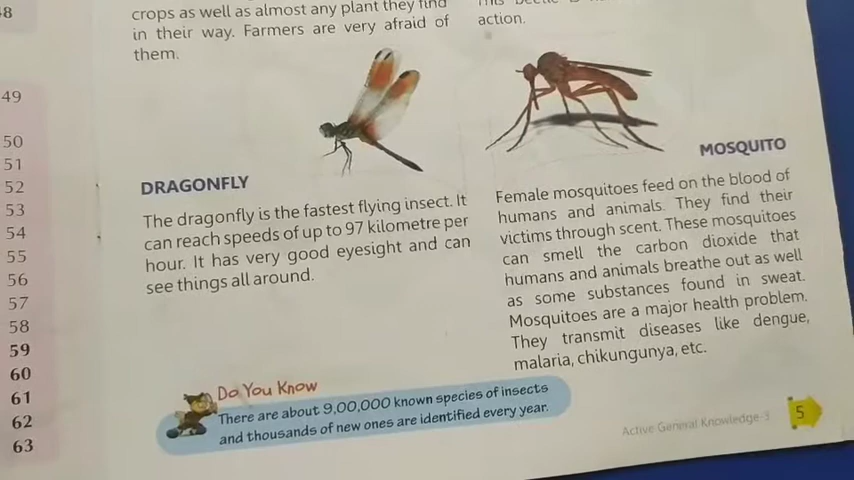 48
49
50
51
52
53
54
55
56
57
58
59
60
61
62
63
crops as well as almost any plant they find
in their way. Farmers are very afraid of
them.
DRAGONFLY
The dragonfly is the fastest flying insect. It
can reach speeds of up to 97 kilometre per
hour. It has very good eyesight and can
see things all around.
action.
MOSQUITO
Female mosquitoes feed on the blood of
humans and animals. They find their
victims through scent. These mosquitoes
can smell the carbon dioxide that
humans and animals breathe out as well
as some substances found in sweat.
Mosquitoes are a major health problem.
They transmit diseases like dengue,
malaria, chikungunya, etc.
Do You Know
There are about 9,00,000 known species of insects
and thousands of new ones are identified every year.
Active General Knowledge-3
5